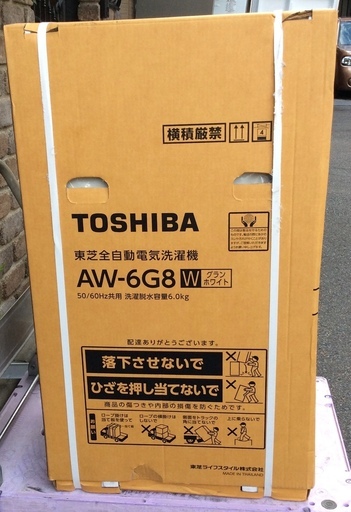 横積厳禁
4
TOSHIBA
東芝全自動電気洗濯機
AW-6G8 W グラン
ホワイト
50/60Hz共用 洗濯脱水容量6.0kg
配達ありがとうございます。
落下させないで
ひざを押し当てないで
商品の傷つきや内部の損傷を防ぐためです。
東芝ライフスタイル株式会社
MADE IN THAILAND